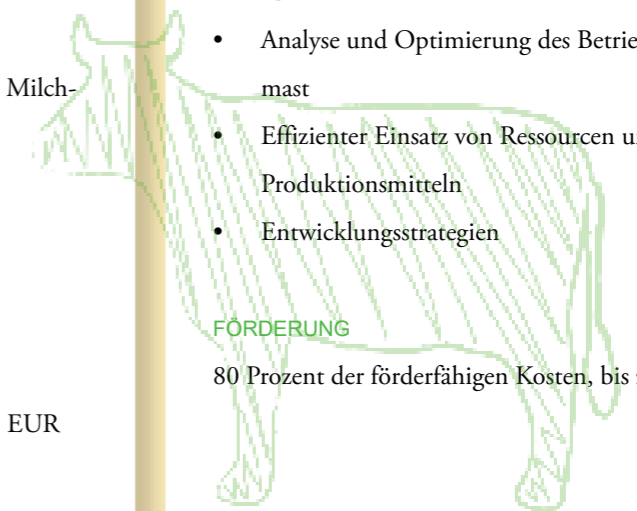 Analyse und Optimierung des Betrie
Milch-
mast
Effizienter Einsatz von Ressourcen u
Produktionsmitteln
Entwicklungsstrategien
FÖRDERUNG
80 Prozent der förderfähigen Kosten, bis
EUR